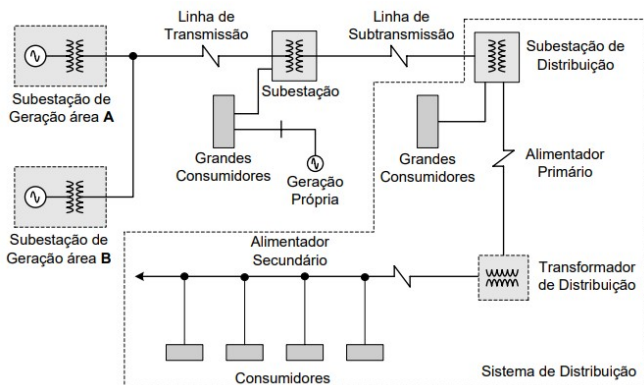 Linha de
Transmissão
Linha de
Subtransmissão
Subestação de
Distribuição
Subestação de
Geração área A
Subestação
Grandes
Consumidores
Geração
Própria
Grandes
Consumidores
Alimentador
Primário
Subestação de
Geração área B
Alimentador
Secundário
Transformador
de Distribuição
Consumidores
Sistema de Distribuição